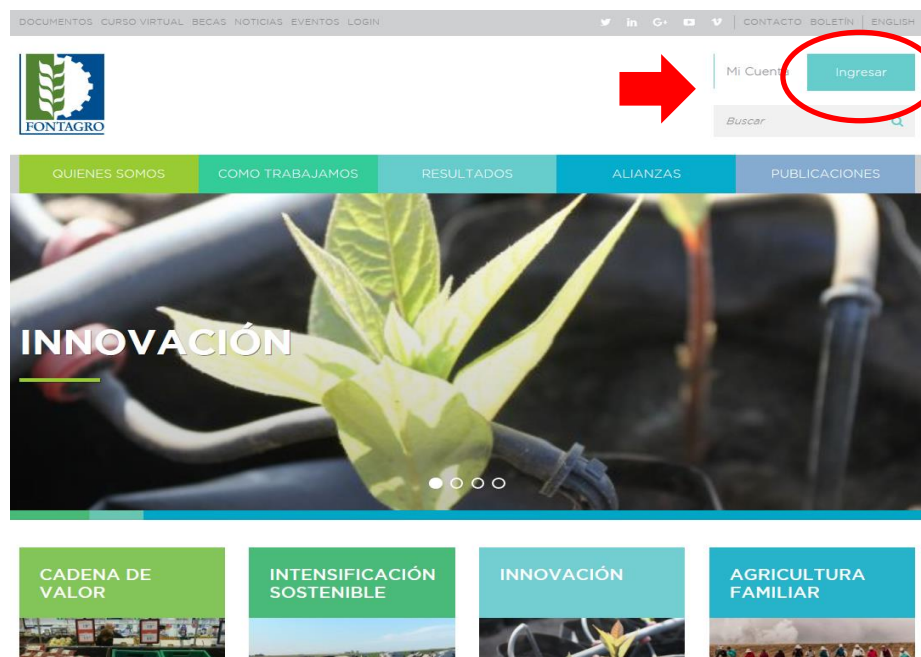 DOCUMENTOS CURSO VIRTUAL BECAS NOTICIAS EVENTOS LOGIN
CONTACTO BOLETÍN ENGLISH
FONTAGRO
Mi Cuenta Ingresar
Buscar
QUIENES SOMOS COMO TRABAJAMOS RESULTADOS ALIANZAS PUBLICACIONES
INNOVACIÓN
CADENA DE
VALOR
INTENSIFICACIÓN
SOSTENIBLE
INNOVACIÓN
AGRICULTURA
FAMILIAR